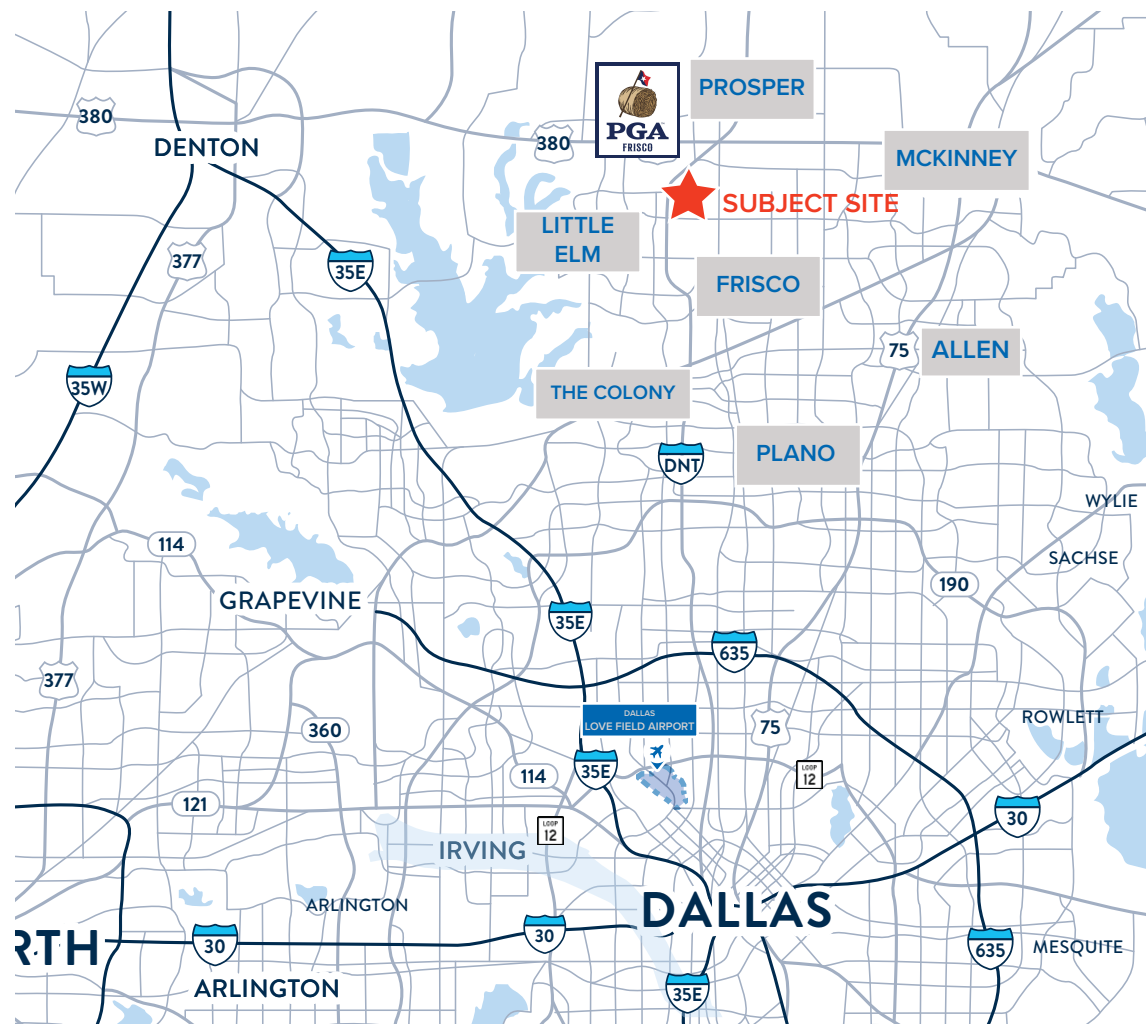 PROSPER
380
PGA
FRISCO
380
DENTON
MCKINNEY
SUBJECT SITE
LITTLE
ELM
377
35E
FRISCO
75
ALLEN
35W
THE COLONY
PLANO
DNT
WYLIE
114
SACHSE
190
GRAPEVINE
35E
635
377
DALLAS
LOVE FIELD AIRPORT
ROWLETT
360
75
114
35E
LOOP
12
121
30
LOOP
12
IRVING
ARLINGTON
DALLAS
30
30
RTH
635
MESQUITE
ARLINGTON
35E